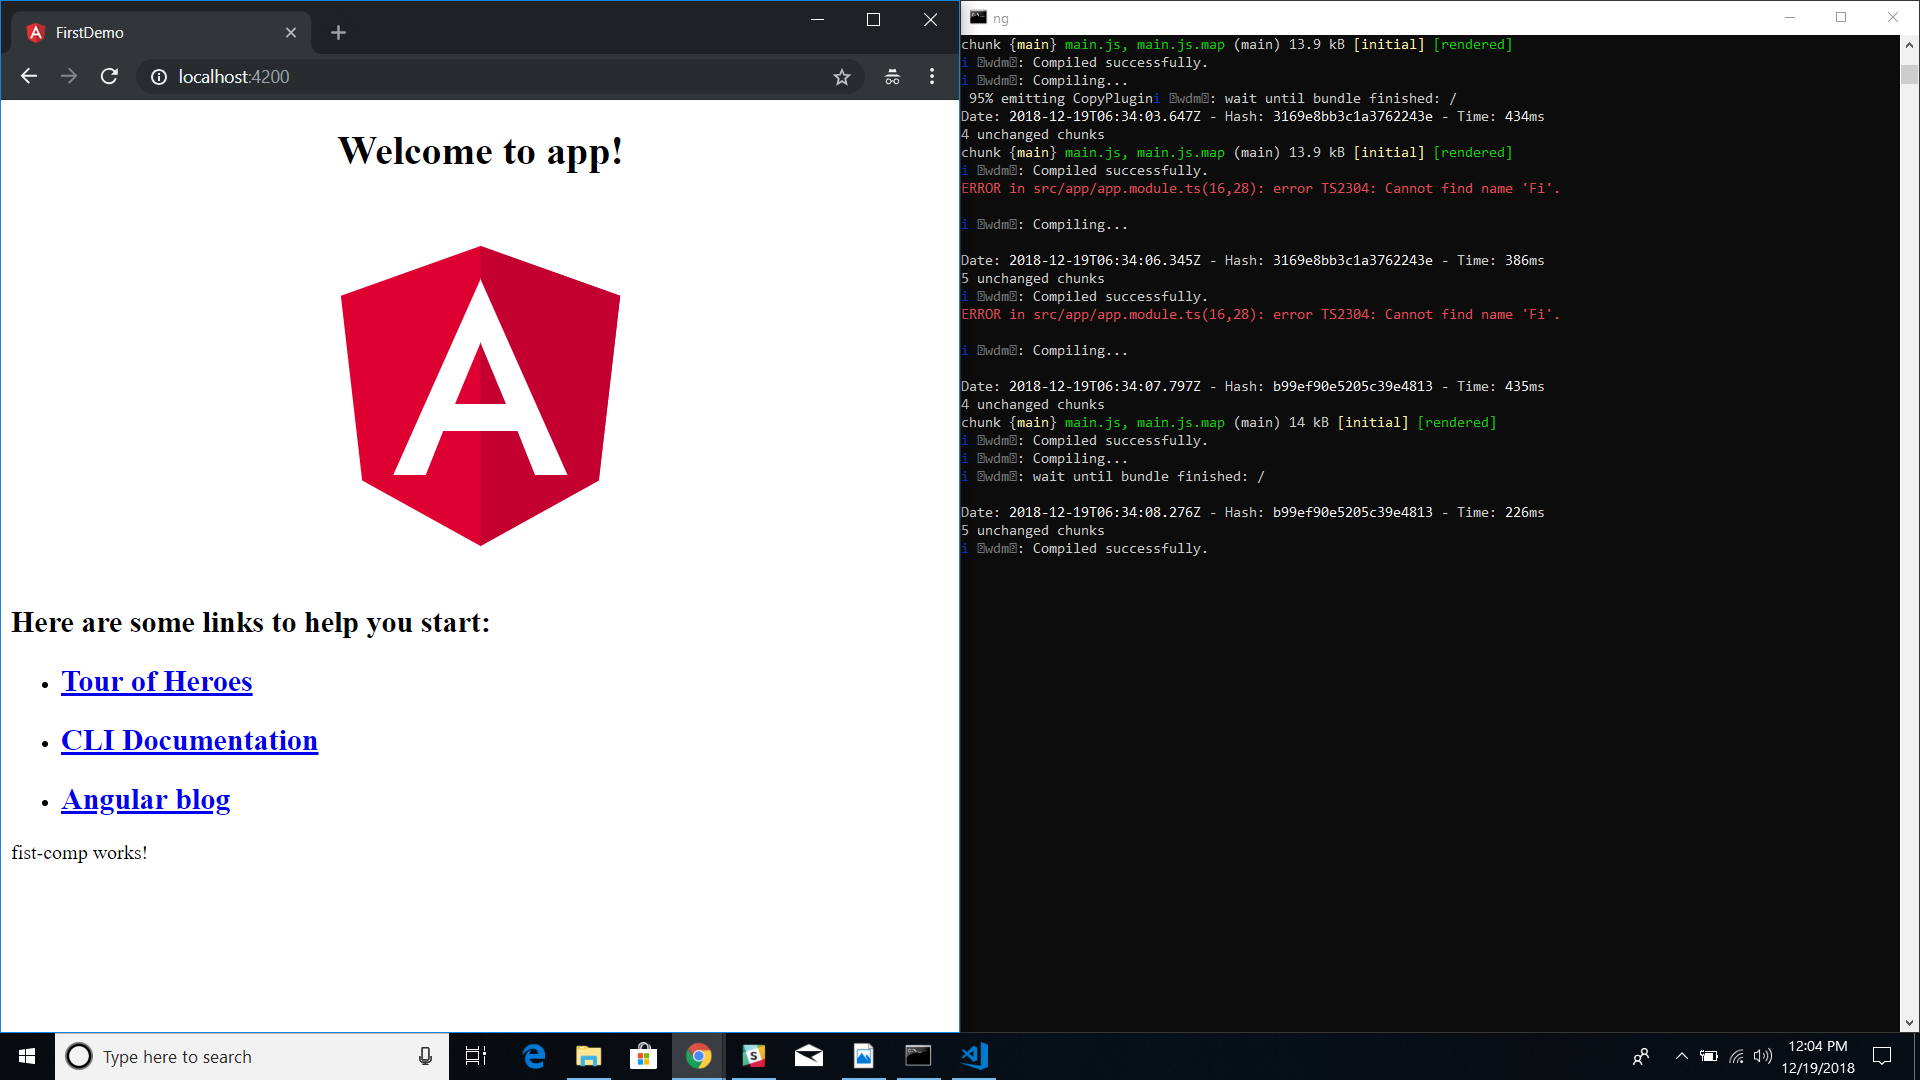 FirstDemo
localhost:4200
Welcome to app!
Here are some links to help you start:
Tour of Heroes
CLI Documentation
Angular blog
fist-comp works!
ng
chunk {main} main.js, main.js.map (main) 13.9 kB [initial] [rendered]
i wdm: Compiled successfully.
i wdm: Compiling...
95% emitting CopyPlugini wdm: wait until bundle finished: /
Date: 2018-12-19T06:34:03.647Z - Hash: 3169e8bb3c1a3762243e - Time: 434ms
4 unchanged chunks
chunk {main} main.js, main.js.map (main) 13.9 kB [initial] [rendered]
i wdm: Compiled successfully.
ERROR in src/app/app.module.ts(16,28): error TS2304: Cannot find name 'Fi'.
i wdm: Compiling...
Date: 2018-12-19T06:34:06.345Z - Hash: 3169e8bb3c1a3762243e - Time: 386ms
5 unchanged chunks
i wdm: Compiled successfully.
ERROR in src/app/app.module.ts(16,28): error TS2304: Cannot find name 'Fi'.
i wdm: Compiling...
Date: 2018-12-19T06:34:07.797Z - Hash: b99ef90e5205c39e4813 - Time: 435ms
4 unchanged chunks
chunk {main} main.js, main.js.map (main) 14 kB [initial] [rendered]
i wdm: Compiled successfully.
i wdm: Compiling...
i wdm: wait until bundle finished: /
Date: 2018-12-19T06:34:08.276Z - Hash: b99ef90e5205c39e4813 - Time: 226ms
5 unchanged chunks
i wdm: Compiled successfully.
Type here to search
12:04 PM
12/19/2018